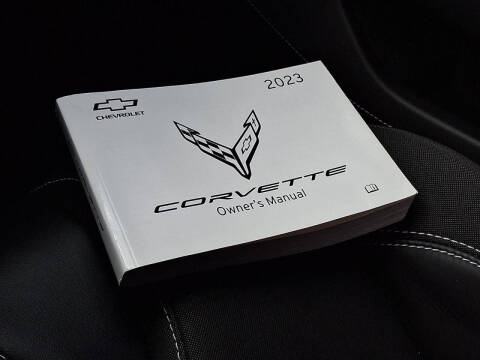 2023
CHEVROLET
CORVETTE
Owner's Manual